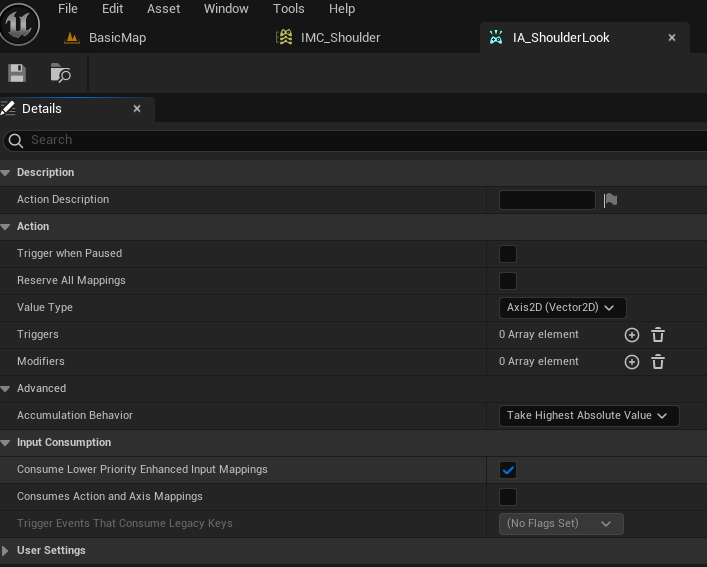 File Edit Asset Window Tools Help
BasicMap IMC_Shoulder IA_ShoulderLook
Details
Search
Description
Action Description
Action
Trigger when Paused
Reserve All Mappings
Value Type Axis2D (Vector2D)
Triggers 0 Array element
Modifiers 0 Array element
Advanced
Accumulation Behavior Take Highest Absolute Value
Input Consumption
Consume Lower Priority Enhanced Input Mappings
Consumes Action and Axis Mappings
Trigger Events That Consume Legacy Keys (No Flags Set)
User Settings